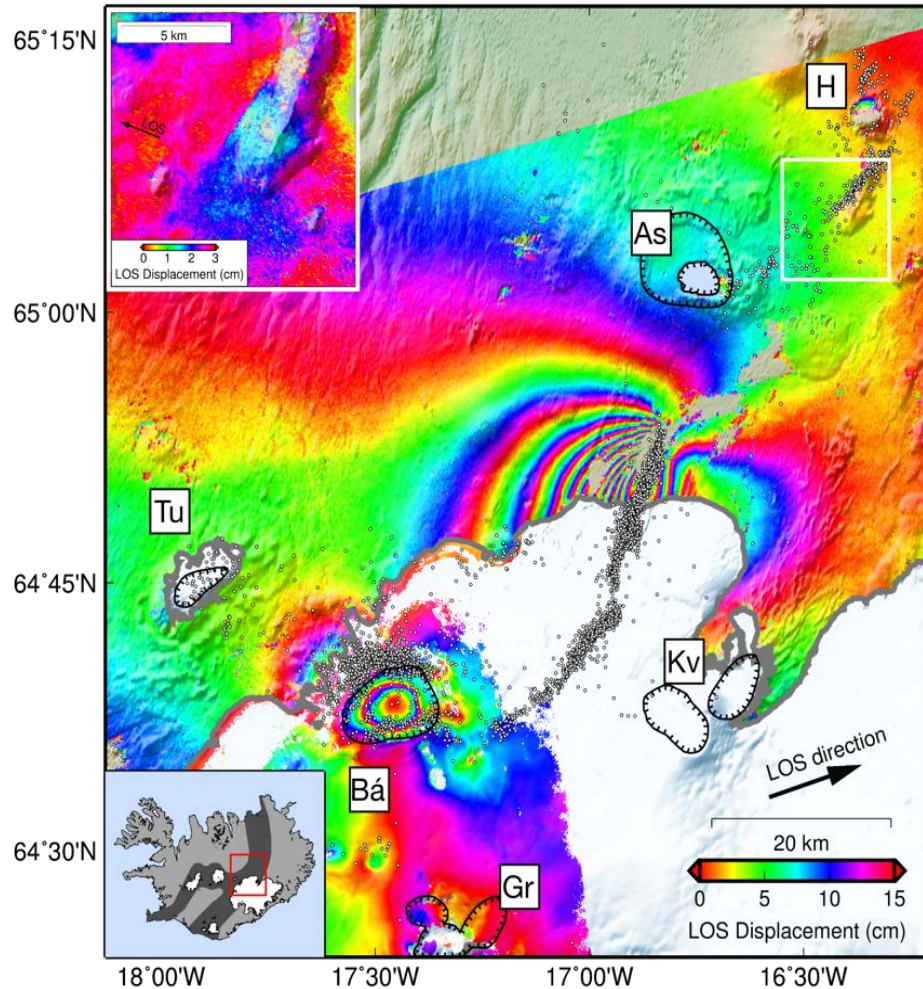 65˚15'N
65˚00'N
64˚45'N
64˚30'N
18˚00'W
17˚30'W
17˚00'W
16˚30'W
5 km
LOS
0 1 2 3
LOS Displacement (cm)
H
As
Tu
Kv
Bá
Gr
LOS direction
20 km
0 5 10 15
LOS Displacement (cm)